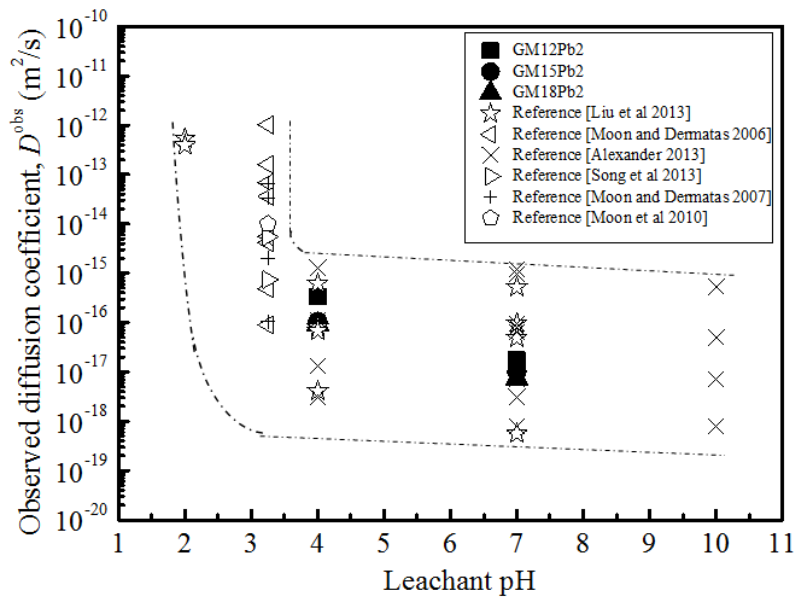 Observed diffusion coefficient, D^obs (m²/s)
10⁻¹⁰
10⁻¹¹
10⁻¹²
10⁻¹³
10⁻¹⁴
10⁻¹⁵
10⁻¹⁶
10⁻¹⁷
10⁻¹⁸
10⁻¹⁹
10⁻²⁰
GM12Pb2
GM15Pb2
GM18Pb2
Reference [Liu et al 2013]
Reference [Moon and Dermatas 2006]
Reference [Alexander 2013]
Reference [Song et al 2013]
Reference [Moon and Dermatas 2007]
Reference [Moon et al 2010]
1 2 3 4 5 6 7 8 9 10 11
Leachant pH